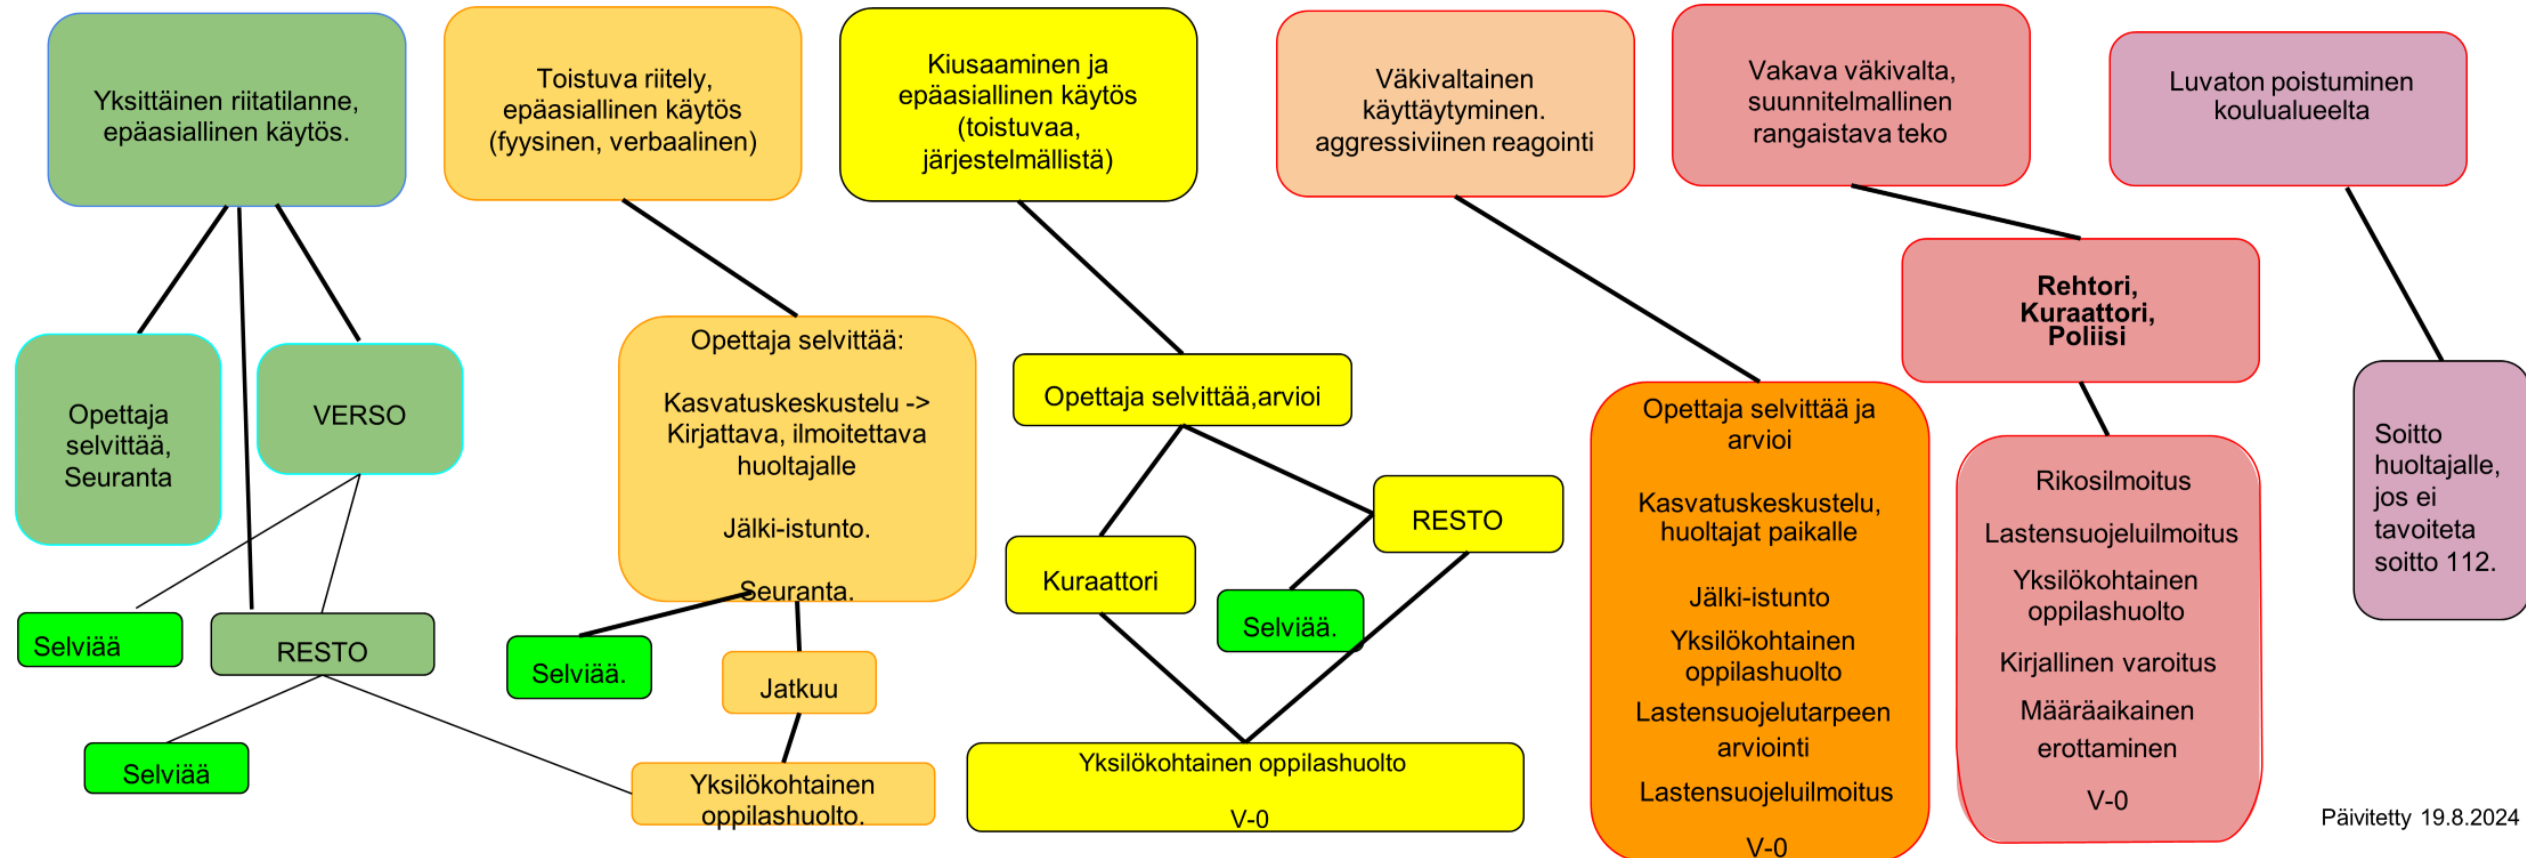 Yksittäinen riitatilanne,
epäasiallinen käytös.
Toistuva riitely,
epäasiallinen käytös
(fyysinen, verbaalinen)
Kiusaaminen ja
epäasiallinen käytös
(toistuvaa,
järjestelmällistä)
Väkivaltainen
käyttäytyminen.
aggressiviinen reagointi
Vakava väkivalta,
suunnitelmallinen
rangaistava teko
Luvaton poistuminen
koulualueelta
Opettaja
selvittää,
Seuranta
VERSO
Selviää
RESTO
Selviää
Opettaja selvittää:
Kasvatuskeskustelu ->
Kirjattava, ilmoitettava
huoltajalle
Jälki-istunto.
Seuranta.
Selviää.
Jatkuu
Yksilökohtainen
oppilashuolto.
Opettaja selvittää,arvioi
Kuraattori
RESTO
Selviää.
Yksilökohtainen oppilashuolto
V-0
Opettaja selvittää ja
arvioi
Kasvatuskeskustelu,
huoltajat paikalle
Jälki-istunto
Yksilökohtainen
oppilashuolto
Lastensuojelutarpeen
arviointi
Lastensuojeluilmoitus
V-0
Rehtori,
Kuraattori,
Poliisi
Rikosilmoitus
Lastensuojeluilmoitus
Yksilökohtainen
oppilashuolto
Kirjallinen varoitus
Määräaikainen
erottaminen
V-0
Soitto
huoltajalle,
jos ei
tavoiteta
soitto 112.
Päivitetty 19.8.2024